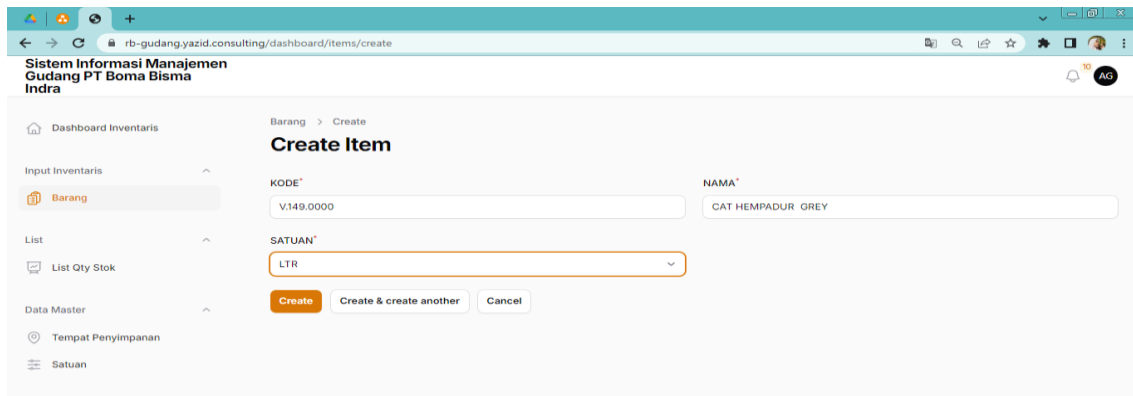 rb-gudang.yazid.consulting/dashboard/items/create
Sistem Informasi Manajemen
Gudang PT Boma Bisma
Indra
10
AG
Dashboard Inventaris
Input Inventaris
Barang
List
List Qty Stok
Data Master
Tempat Penyimpanan
Satuan
Barang > Create
Create Item
KODE*
NAMA*
V.149.0000
CAT HEMPADUR GREY
SATUAN*
LTR
Create
Create & create another
Cancel